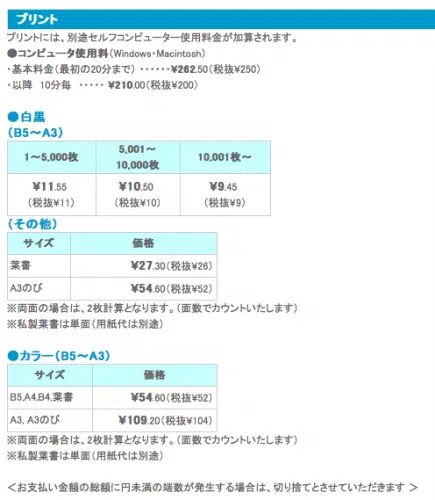 プリント
プリントには、別途セルフコンピューター使用料金が加算されます。
●コンピュータ使用料(Windows・Macintosh)
・基本料金(最初の20分まで) ‥‥‥¥262.50(税抜¥250)
・以降 10分毎 ‥‥‥ ¥210.00(税抜¥200)
●白黒
(B5～A3)
1～5,000枚 5,001～10,000枚 10,001枚～
¥11.55 ¥10.50 ¥9.45
(税抜¥11) (税抜¥10) (税抜¥9)
(その他)
サイズ 価格
葉書 ¥27.30(税抜¥26)
A3のび ¥54.60(税抜¥52)
※両面の場合は、2枚計算となります。(面数でカウントいたします)
※私製葉書は単面(用紙代は別途)
●カラー(B5～A3)
サイズ 価格
B5,A4,B4,葉書 ¥54.60(税抜¥52)
A3, A3のび ¥109.20(税抜¥104)
※両面の場合は、2枚計算となります。(面数でカウントいたします)
※私製葉書は単面(用紙代は別途)
＜お支払い金額の総額に円未満の端数が発生する場合は、切り捨てとさせていただきます ＞